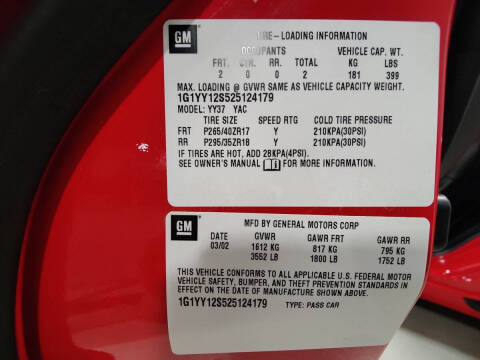 GM
TIRE - LOADING INFORMATION
OCCUPANTS VEHICLE CAP. WT.
FRT. CTR. RR. TOTAL KG LBS
2 0 0 2 181 399
MAX. LOADING @ GVWR SAME AS VEHICLE CAPACITY WEIGHT.
1G1YY12S525124179
MODEL: YY37 YAC
TIRE SIZE SPEED RTG COLD TIRE PRESSURE
FRT P265/40ZR17 Y 210KPA(30PSI)
RR P295/35ZR18 Y 210KPA(30PSI)
IF TIRES ARE HOT, ADD 28KPA(4PSI).
SEE OWNER'S MANUAL FOR MORE INFORMATION.
GM
MFD BY GENERAL MOTORS CORP
DATE GVWR GAWR FRT GAWR RR
03/02 1612 KG 817 KG 795 KG
3552 LB 1800 LB 1752 LB
THIS VEHICLE CONFORMS TO ALL APPLICABLE U.S. FEDERAL MOTOR
VEHICLE SAFETY, BUMPER, AND THEFT PREVENTION STANDARDS IN
EFFECT ON THE DATE OF MANUFACTURE SHOWN ABOVE.
1G1YY12S525124179 TYPE: PASS CAR